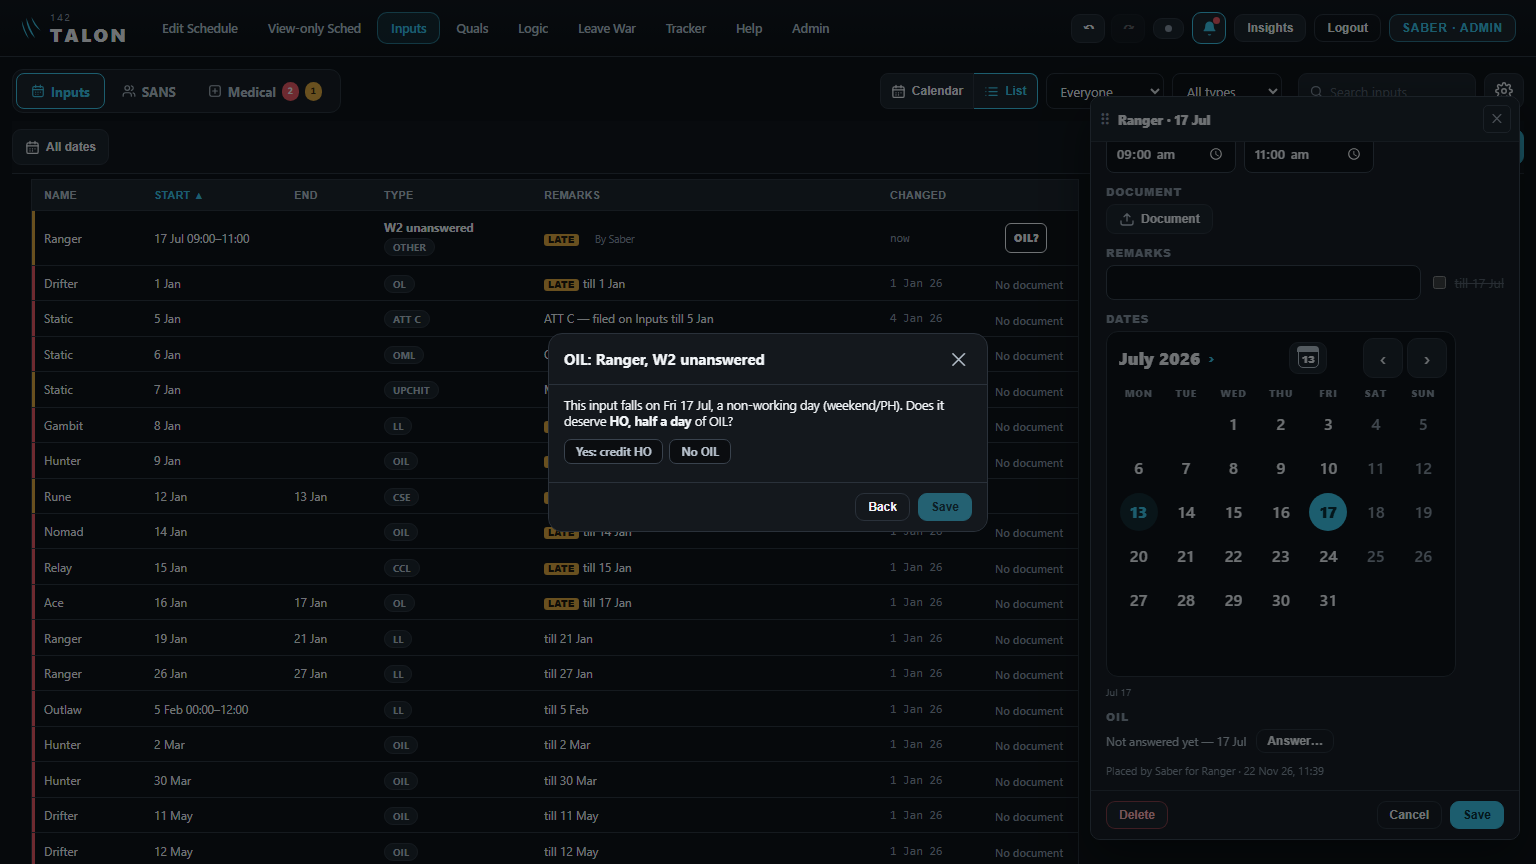 142
TALON
Edit Schedule
View-only Sched
Inputs
Quals
Logic
Leave War
Tracker
Help
Admin
Insights
Logout
SABER · ADMIN
Inputs
SANS
Medical 2 1
Calendar
List
Everyone
All types
Search inputs
All dates
NAME START ▲ END TYPE REMARKS CHANGED
Ranger 17 Jul 09:00–11:00 W2 unanswered OTHER LATE By Saber now OIL?
Drifter 1 Jan OL LATE till 1 Jan 1 Jan 26 No document
Static 5 Jan ATT C ATT C — filed on Inputs till 5 Jan 4 Jan 26 No document
Static 6 Jan OML No document
Static 7 Jan UPCHIT No document
Gambit 8 Jan LL No document
Hunter 9 Jan OIL No document
Rune 12 Jan 13 Jan CSE
Nomad 14 Jan OIL LATE till 14 Jan 1 Jan 26 No document
Relay 15 Jan CCL LATE till 15 Jan 1 Jan 26 No document
Ace 16 Jan 17 Jan OL LATE till 17 Jan 1 Jan 26 No document
Ranger 19 Jan 21 Jan LL till 21 Jan 1 Jan 26 No document
Ranger 26 Jan 27 Jan LL till 27 Jan 1 Jan 26 No document
Outlaw 5 Feb 00:00–12:00 LL till 5 Feb 1 Jan 26 No document
Hunter 2 Mar OIL till 2 Mar 1 Jan 26 No document
Hunter 30 Mar OIL till 30 Mar 1 Jan 26 No document
Drifter 11 May OIL till 11 May 1 Jan 26 No document
Drifter 12 May OIL till 12 May 1 Jan 26 No document
OIL: Ranger, W2 unanswered
This input falls on Fri 17 Jul, a non-working day (weekend/PH). Does it
deserve HO, half a day of OIL?
Yes: credit HO
No OIL
Back
Save
Ranger · 17 Jul
09:00 am
11:00 am
DOCUMENT
Document
REMARKS
till 17 Jul
DATES
July 2026 ›
13
‹ ›
MON TUE WED THU FRI SAT SUN
1 2 3 4 5
6 7 8 9 10 11 12
13 14 15 16 17 18 19
20 21 22 23 24 25 26
27 28 29 30 31
Jul 17
OIL
Not answered yet — 17 Jul
Answer...
Placed by Saber for Ranger · 22 Nov 26, 11:39
Delete
Cancel
Save